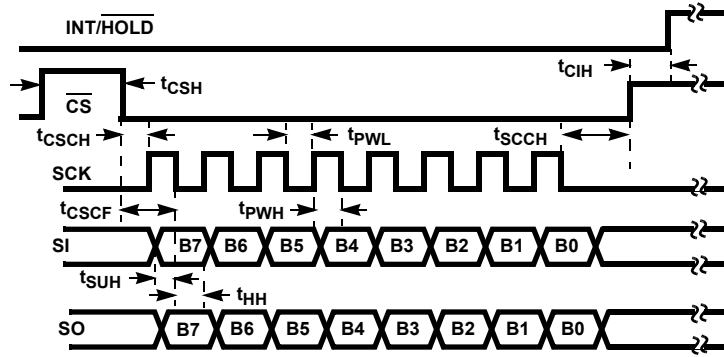 INT/HOLD
tCIH
tCSH
CS
tCSCH
tPWL
tSCCH
SCK
tCSCF
tPWH
SI
B7 B6 B5 B4 B3 B2 B1 B0
tSUH
tHH
SO
B7 B6 B5 B4 B3 B2 B1 B0